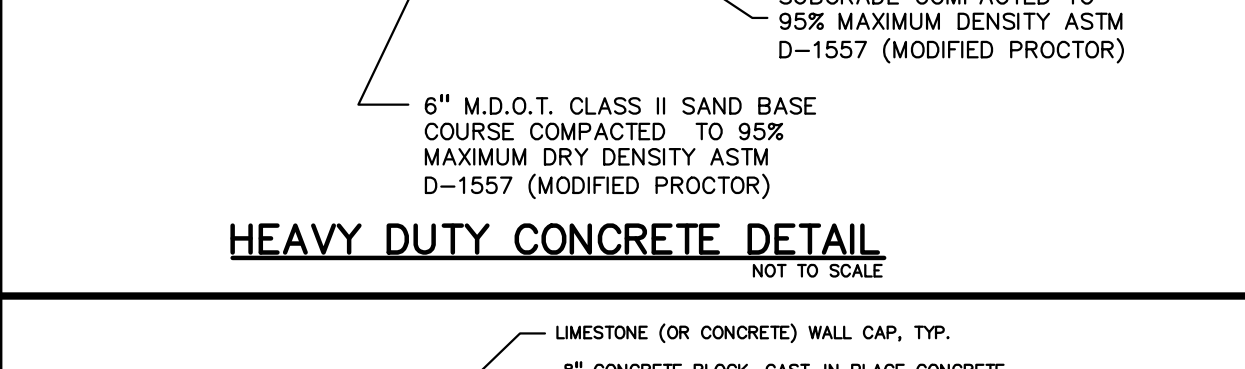 SUBGRADE COMPACTED TO
95% MAXIMUM DENSITY ASTM
D-1557 (MODIFIED PROCTOR)
6" M.D.O.T. CLASS II SAND BASE
COURSE COMPACTED TO 95%
MAXIMUM DRY DENSITY ASTM
D-1557 (MODIFIED PROCTOR)
HEAVY DUTY CONCRETE DETAIL
NOT TO SCALE
LIMESTONE (OR CONCRETE) WALL CAP, TYP.
8" CONCRETE BLOCK, CAST-IN-PLACE CONCRETE